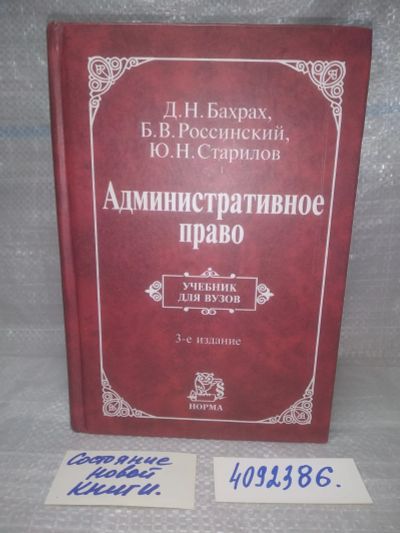 Д.Н.Бахрах,
Б.В.Россинский,
Ю.Н.Старилов
Административное
право
УЧЕБНИК
ДЛЯ ВУЗОВ
3-е издание
НОРМА
Состояние
новой
книги.
4092386.